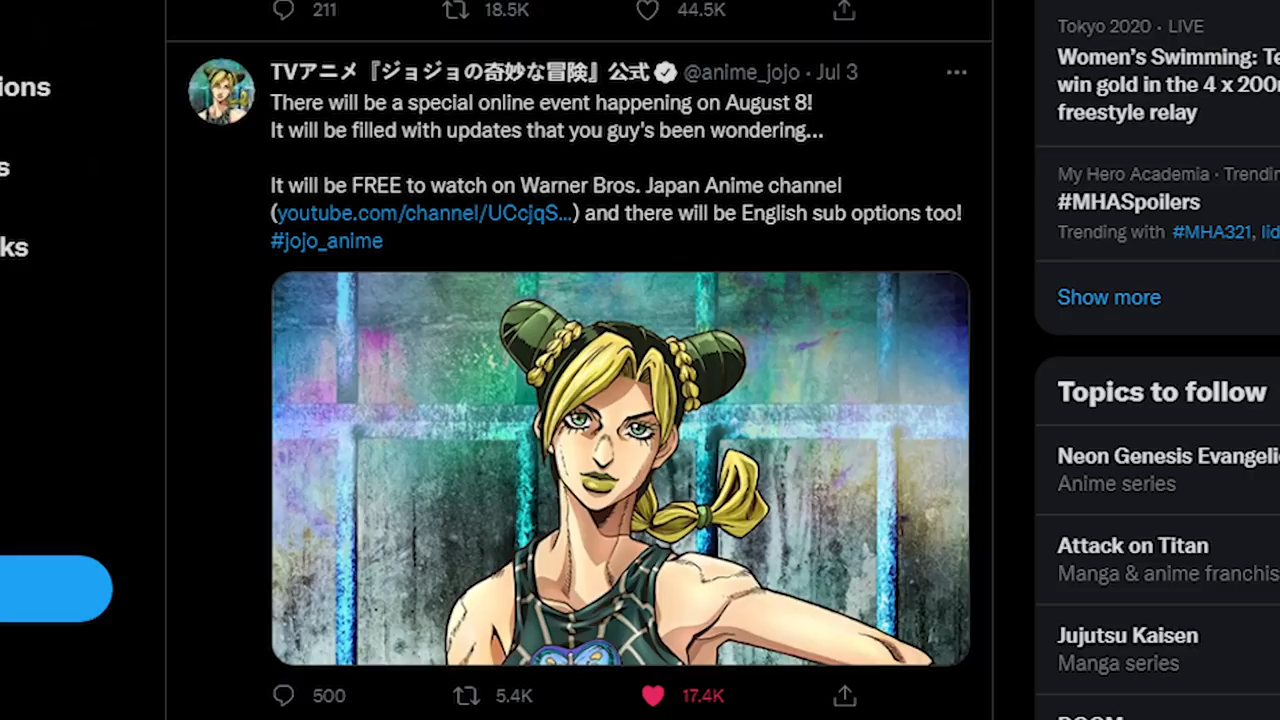 211
18.5K
44.5K
TVアニメ『ジョジョの奇妙な冒険』公式 @anime_jojo · Jul 3
There will be a special online event happening on August 8!
It will be filled with updates that you guy's been wondering...
It will be FREE to watch on Warner Bros. Japan Anime channel
(youtube.com/channel/UCcjqS...) and there will be English sub options too!
#jojo_anime
500
5.4K
17.4K
ions
s
ks
Tokyo 2020 · LIVE
Women's Swimming: Te
win gold in the 4 x 200
freestyle relay
My Hero Academia · Trendin
#MHASpoilers
Trending with #MHA321, lid
Show more
Topics to follow
Neon Genesis Evangeli
Anime series
Attack on Titan
Manga & anime franchis
Jujutsu Kaisen
Manga series